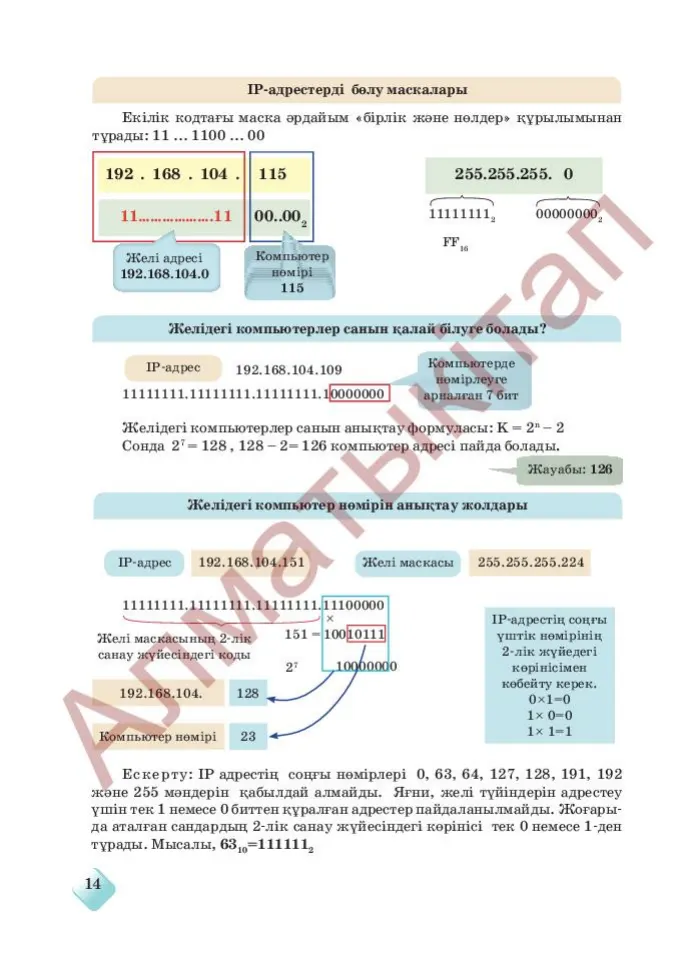 IP-адрестерді бөлу маскалары
Екілік кодтағы маска әрдайым «бірлік және нөлдер» құрылымынан
тұрады: 11 ... 1100 ... 00
192 . 168 . 104 . 115
11...................11 00..00₂
Желі адресі
192.168.104.0
Компьютер
нөмірі
115
255.255.255. 0
11111111₂ 00000000₂
FF₁₆
Желідегі компьютерлер санын қалай білуге болады?
IP-адрес 192.168.104.109
11111111.11111111.11111111.10000000
Компьютерде
нөмірлеуге
арналған 7 бит
Желідегі компьютерлер санын анықтау формуласы: K = 2ⁿ – 2
Сонда 2⁷ = 128 , 128 – 2= 126 компьютер адресі пайда болады.
Жауабы: 126
Желідегі компьютер нөмірін анықтау жолдары
IP-адрес 192.168.104.151 Желі маскасы 255.255.255.224
11111111.11111111.11111111.11100000
×
151 = 10010111
Желі маскасының 2-лік
санау жүйесіндегі коды
2⁷ 10000000
192.168.104. 128
Компьютер нөмірі 23
IP-адрестің соңғы
үштік нөмірінің
2-лік жүйедегі
көрінісімен
көбейту керек.
0×1=0
1× 0=0
1× 1=1
Ескерту: IP адрестің соңғы нөмірлері 0, 63, 64, 127, 128, 191, 192
және 255 мәндерін қабылдай алмайды. Яғни, желі түйіндерін адрестеу
үшін тек 1 немесе 0 биттен құралған адрестер пайдаланылмайды. Жоғары-
да аталған сандардың 2-лік санау жүйесіндегі көрінісі тек 0 немесе 1-ден
тұрады. Мысалы, 63₁₀=111111₂
14
Алматыкітап